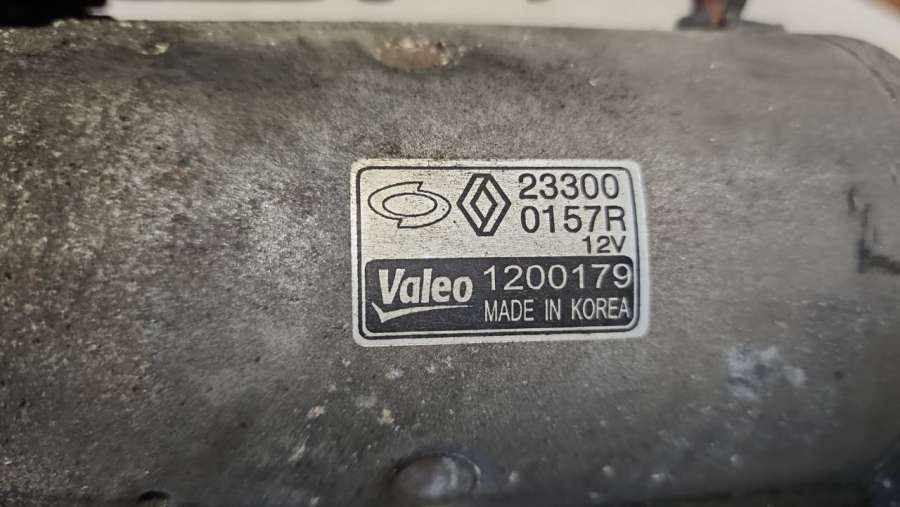 23300
0157R
12V
Valeo 1200179
MADE IN KOREA